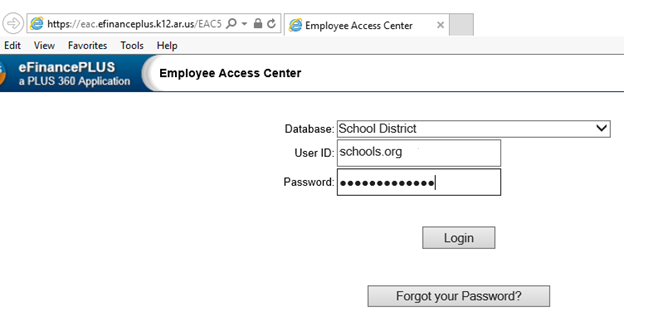 https://eac.efinanceplus.k12.ar.us/EAC5
Employee Access Center
Edit View Favorites Tools Help
eFinancePLUS
a PLUS 360 Application
Employee Access Center
Database: School District
User ID: schools.org
Password: ●●●●●●●●●●●●●
Login
Forgot your Password?